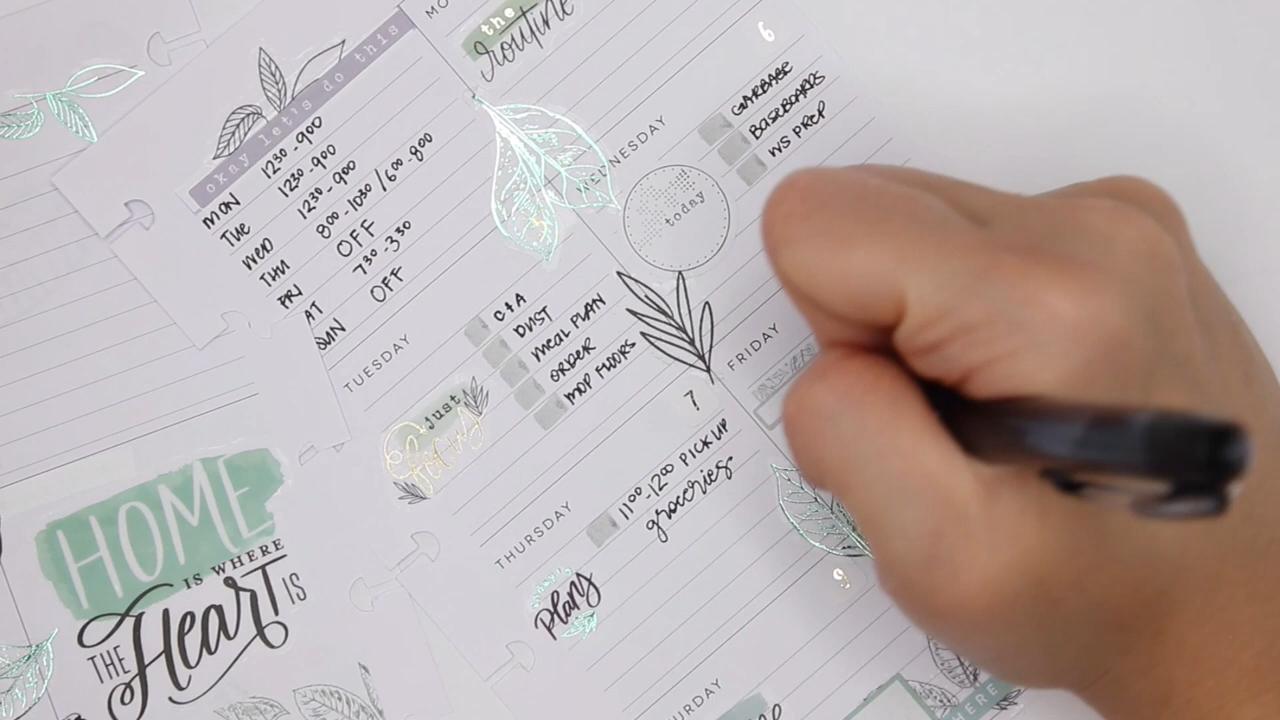 okay let's do this
MON 12³⁰-9⁰⁰
TUE 12³⁰-9⁰⁰
WED 12³⁰-9⁰⁰
THU 8⁰⁰-10³⁰/6⁰⁰-8⁰⁰
FRI OFF
SAT 7³⁰-3³⁰
SUN OFF
the
routine
TUESDAY
C+A
DUST
MEAL PLAN
ORDER
MOP FLOORS
just
focus
6
WEDNESDAY
GARBAGE
BASEBOARDS
WS PREP
today
7
THURSDAY
11⁰⁰-12⁰⁰ PICK UP
groceries
plans
FRIDAY
9
HERE
HOME
IS WHERE
THE Heart IS